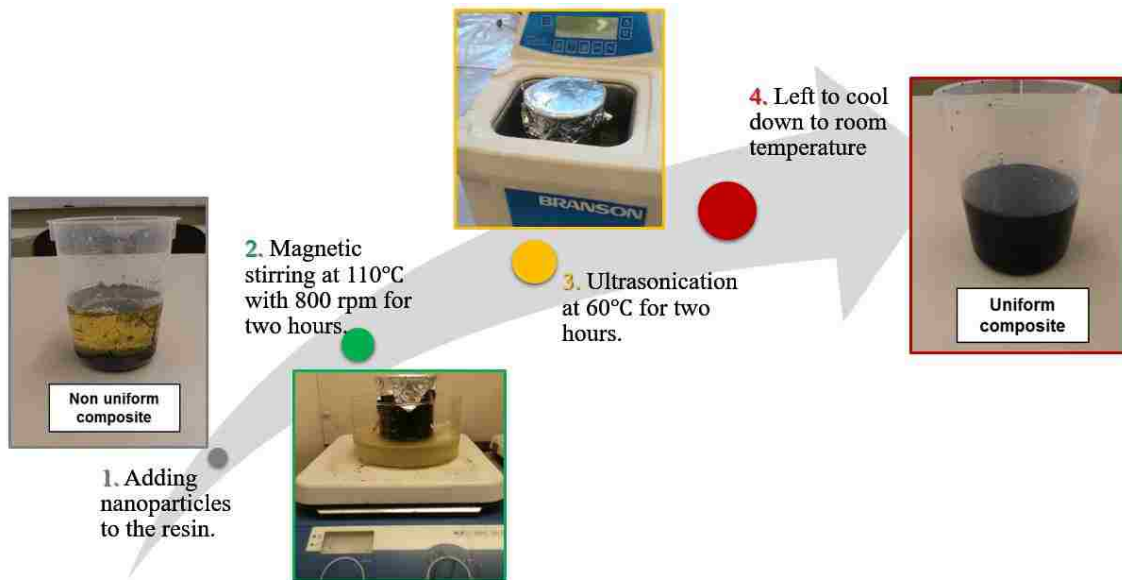 Non uniform
composite
1. Adding
nanoparticles
to the resin.
2. Magnetic
stirring at 110°C
with 800 rpm for
two hours.
BRANSON
3. Ultrasonication
at 60°C for two
hours.
4. Left to cool
down to room
temperature
Uniform
composite